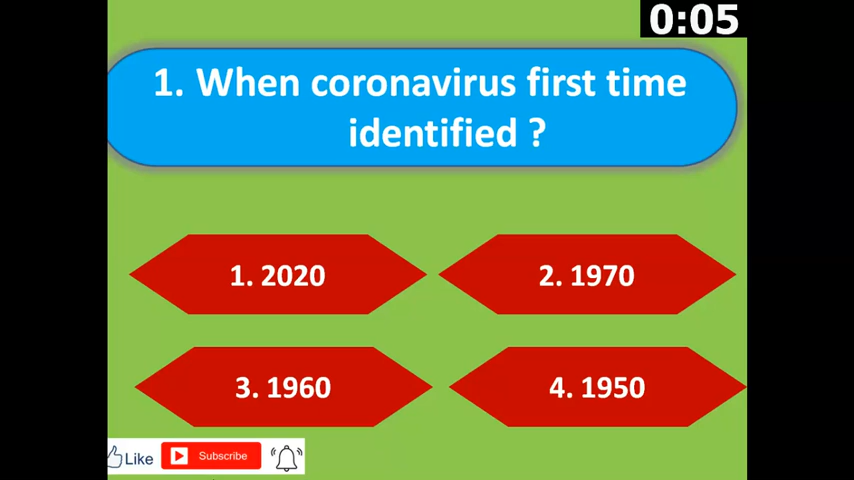 0:05
1. When coronavirus first time
identified ?
1. 2020
2. 1970
3. 1960
4. 1950
Like
Subscribe